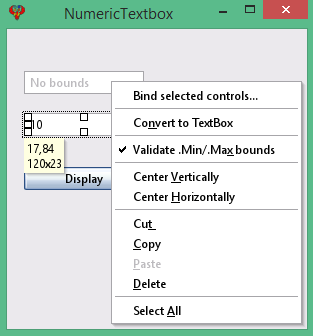 NumericTextbox
No bounds
Bind selected controls...
10
Convert to TextBox
17,84
120x23
Validate .Min/.Max bounds
Display
Center Vertically
Center Horizontally
Cut
Copy
Paste
Delete
Select All